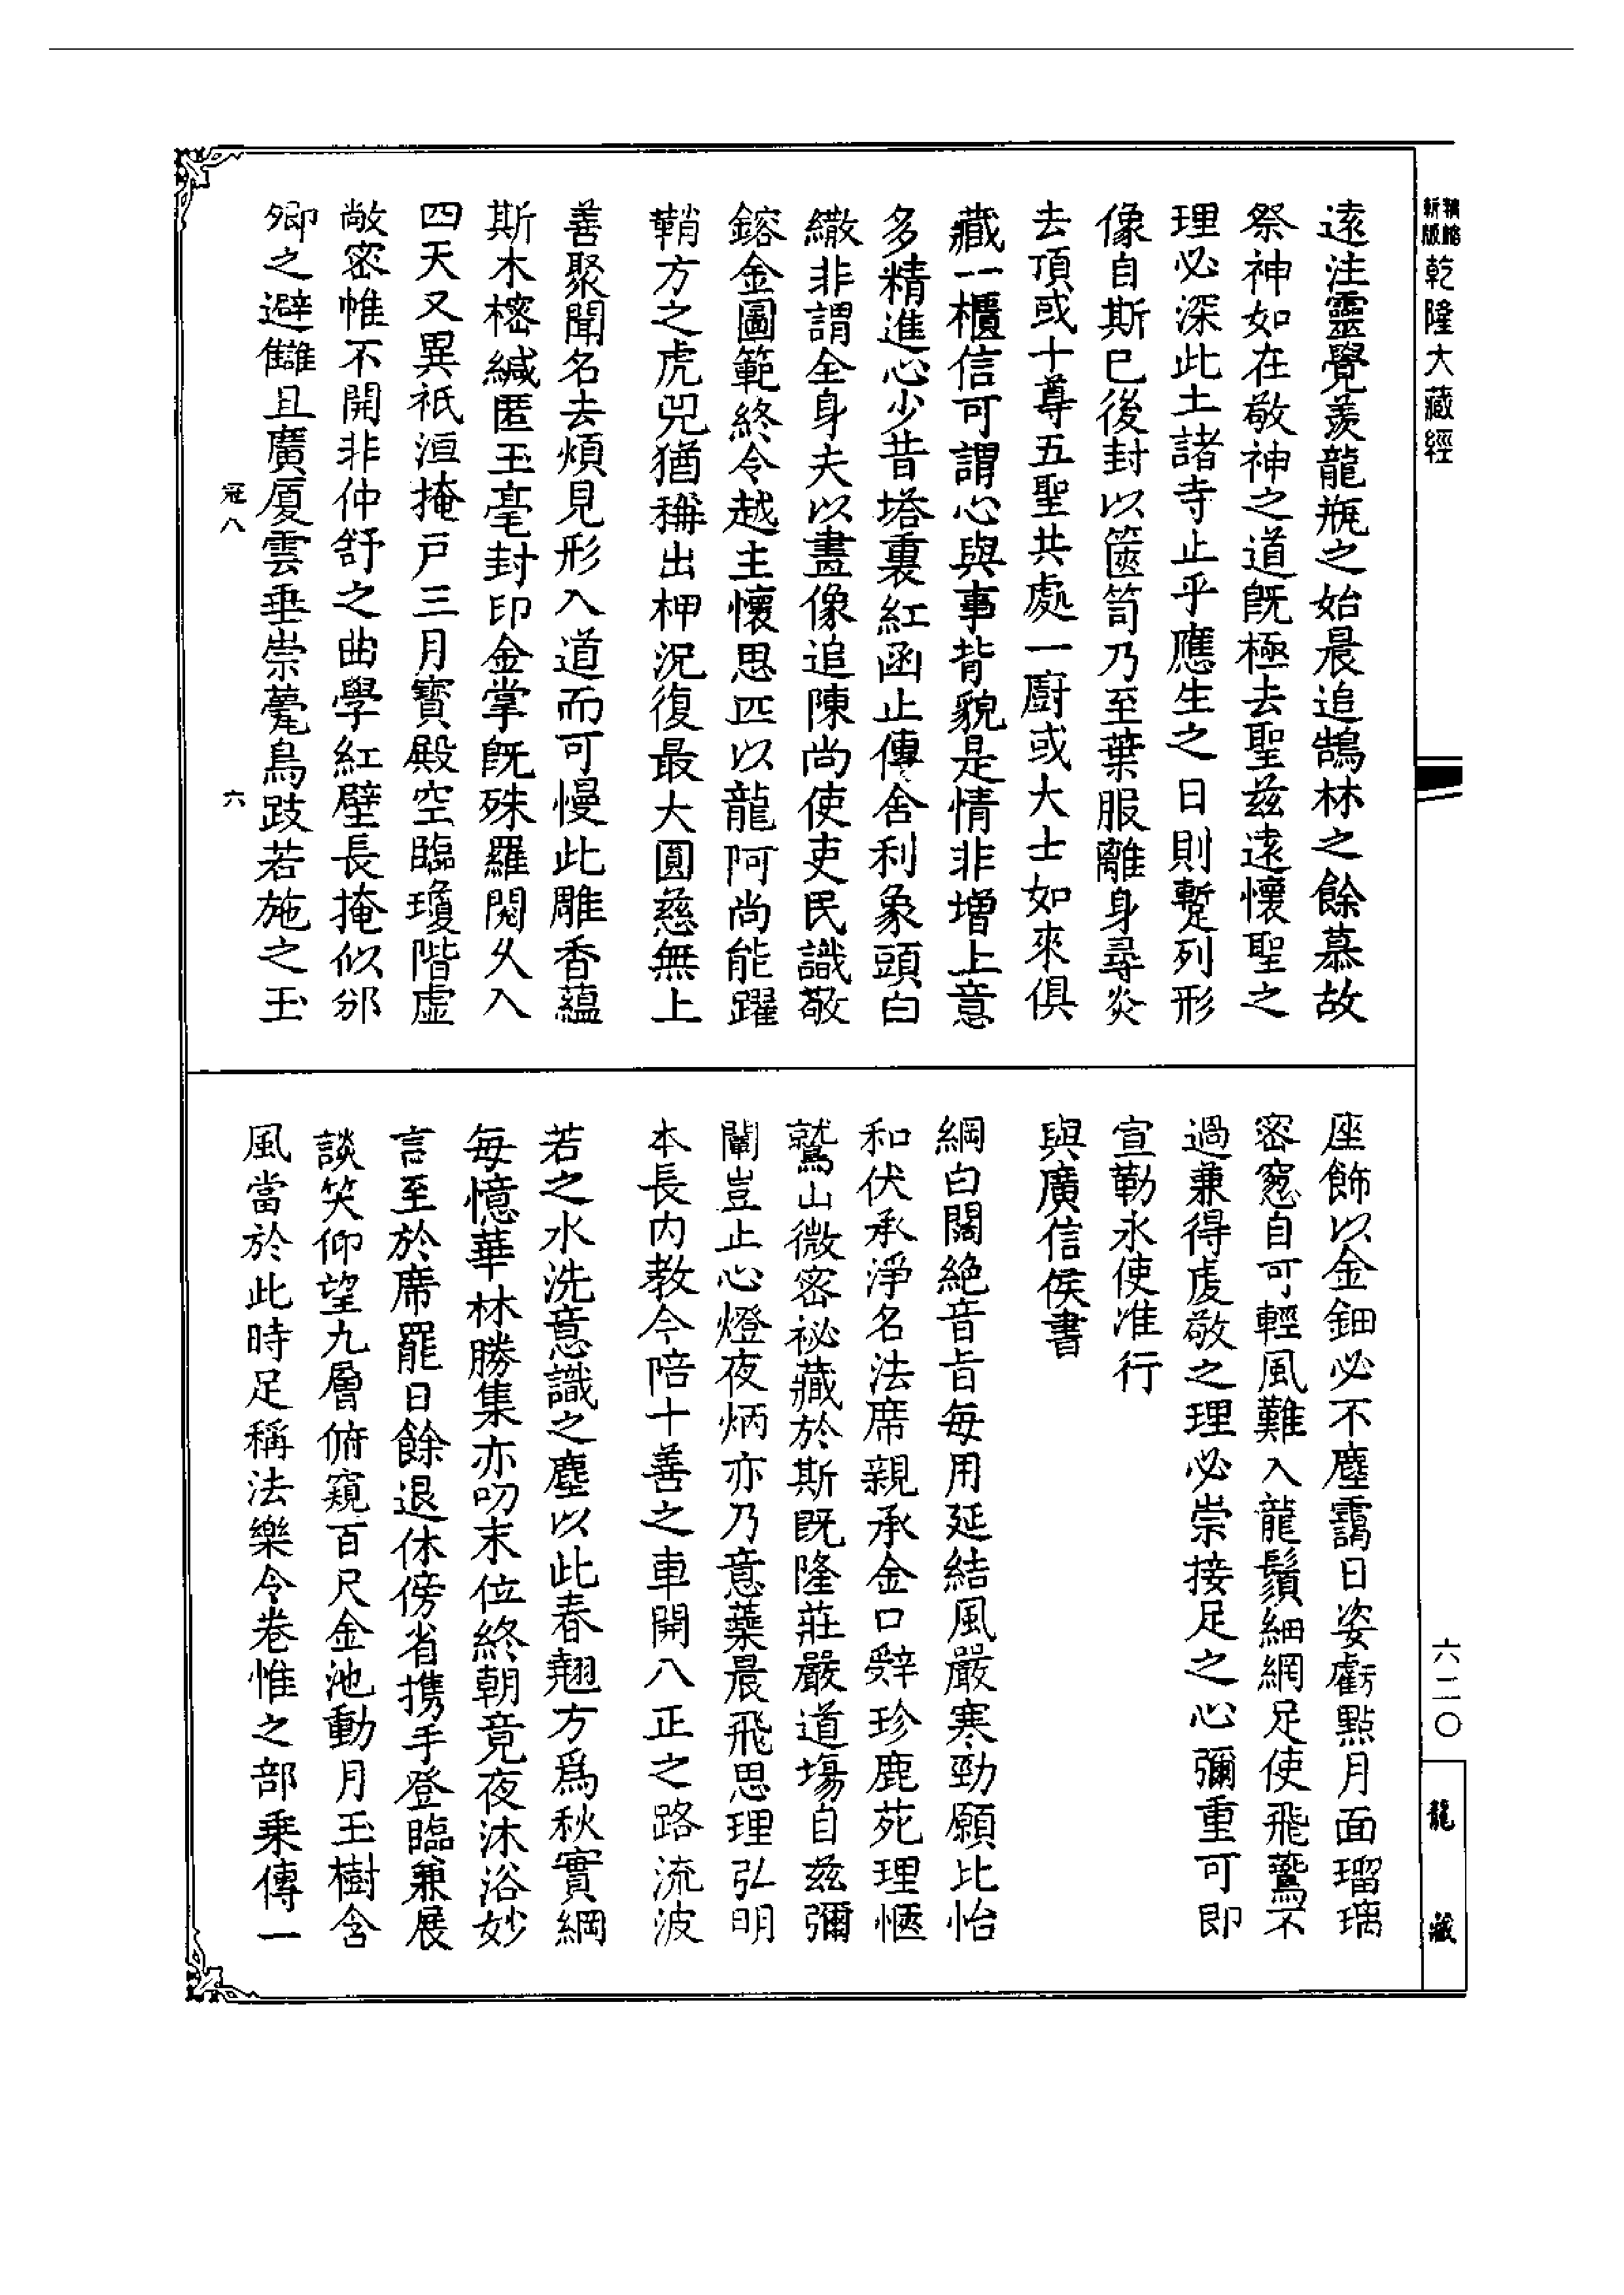 乾隆大藏經
遠注靈覺羨龍瓶之始晨追鵠林之餘慕故
祭神如在敬神之道旣極去聖茲遠懷聖之
理必深此土諸寺止乎應生之日則蹔列形
像自斯已後封以篋笥乃至葉服離身尋炎
去頂或十尊五聖共處一廚或大士如來俱
藏一櫃信可謂心與事背貌是情非增上意
多精進心少昔塔裏紅函止傳舍利象頭白
繖非謂全身夫以畫像追陳尚使吏民識敬
鎔金圖範終令越主懷思匹以龍阿尚能躍
鞘方之虎兕猶稱出柙況復最大圓慈無上
善聚聞名去煩見形入道而可慢此雕香蘊
斯木樒緘匿玉毫封印金掌旣殊羅閱久入
四天又異祇洹掩戶三月寶殿空臨瓊階虛
敞密帷不開非仲舒之曲學紅壁長掩似邠
卿之避讎且廣厦雲垂崇甍鳥跂若施之玉
冠八
六
座飾以金鈿必不塵靄日姿虧點月面瑠璃
密窓自可輕風難入龍鬚細網足使飛鷰不
過兼得虔敬之理必崇接足之心彌重可即
宣勒永使准行
與廣信侯書
綱白闊絕音旨每用延結風嚴寒勁願比怡
和伏承淨名法席親承金口辭珍鹿苑理愜
鷲山微密祕藏於斯旣隆莊嚴道場自茲彌
闡豈止心燈夜炳亦乃意蘂晨飛思理弘明
本長内教今陪十善之車開八正之路流波
若之水洗意識之塵以此春翹方爲秋實綱
每憶華林勝集亦叨末位終朝竟夜沐浴妙
言至於席罷日餘退休傍省攜手登臨兼展
談笑仰望九層俯窺百尺金池動月玉樹含
風當於此時足稱法樂今卷惟之部乘傳一
六二〇
龍藏